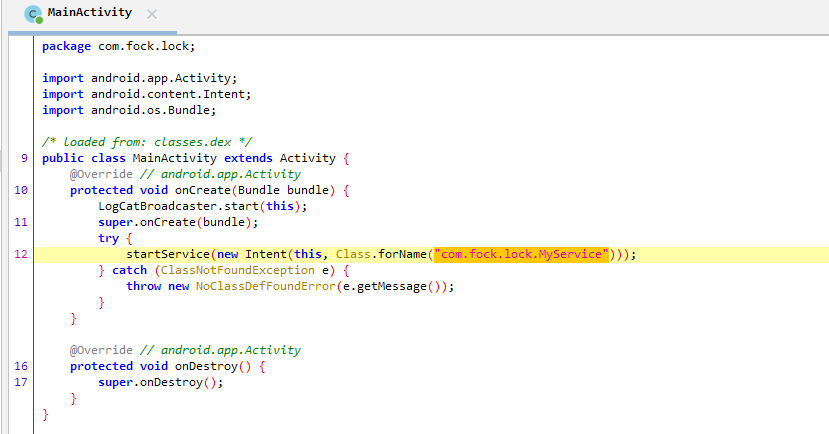 MainActivity
package com.fock.lock;
import android.app.Activity;
import android.content.Intent;
import android.os.Bundle;
/* loaded from: classes.dex */
9 public class MainActivity extends Activity {
@Override // android.app.Activity
10 protected void onCreate(Bundle bundle) {
LogCatBroadcaster.start(this);
11 super.onCreate(bundle);
try {
12 startService(new Intent(this, Class.forName("com.fock.lock.MyService")));
} catch (ClassNotFoundException e) {
throw new NoClassDefFoundError(e.getMessage());
}
}
@Override // android.app.Activity
16 protected void onDestroy() {
17 super.onDestroy();
}
}